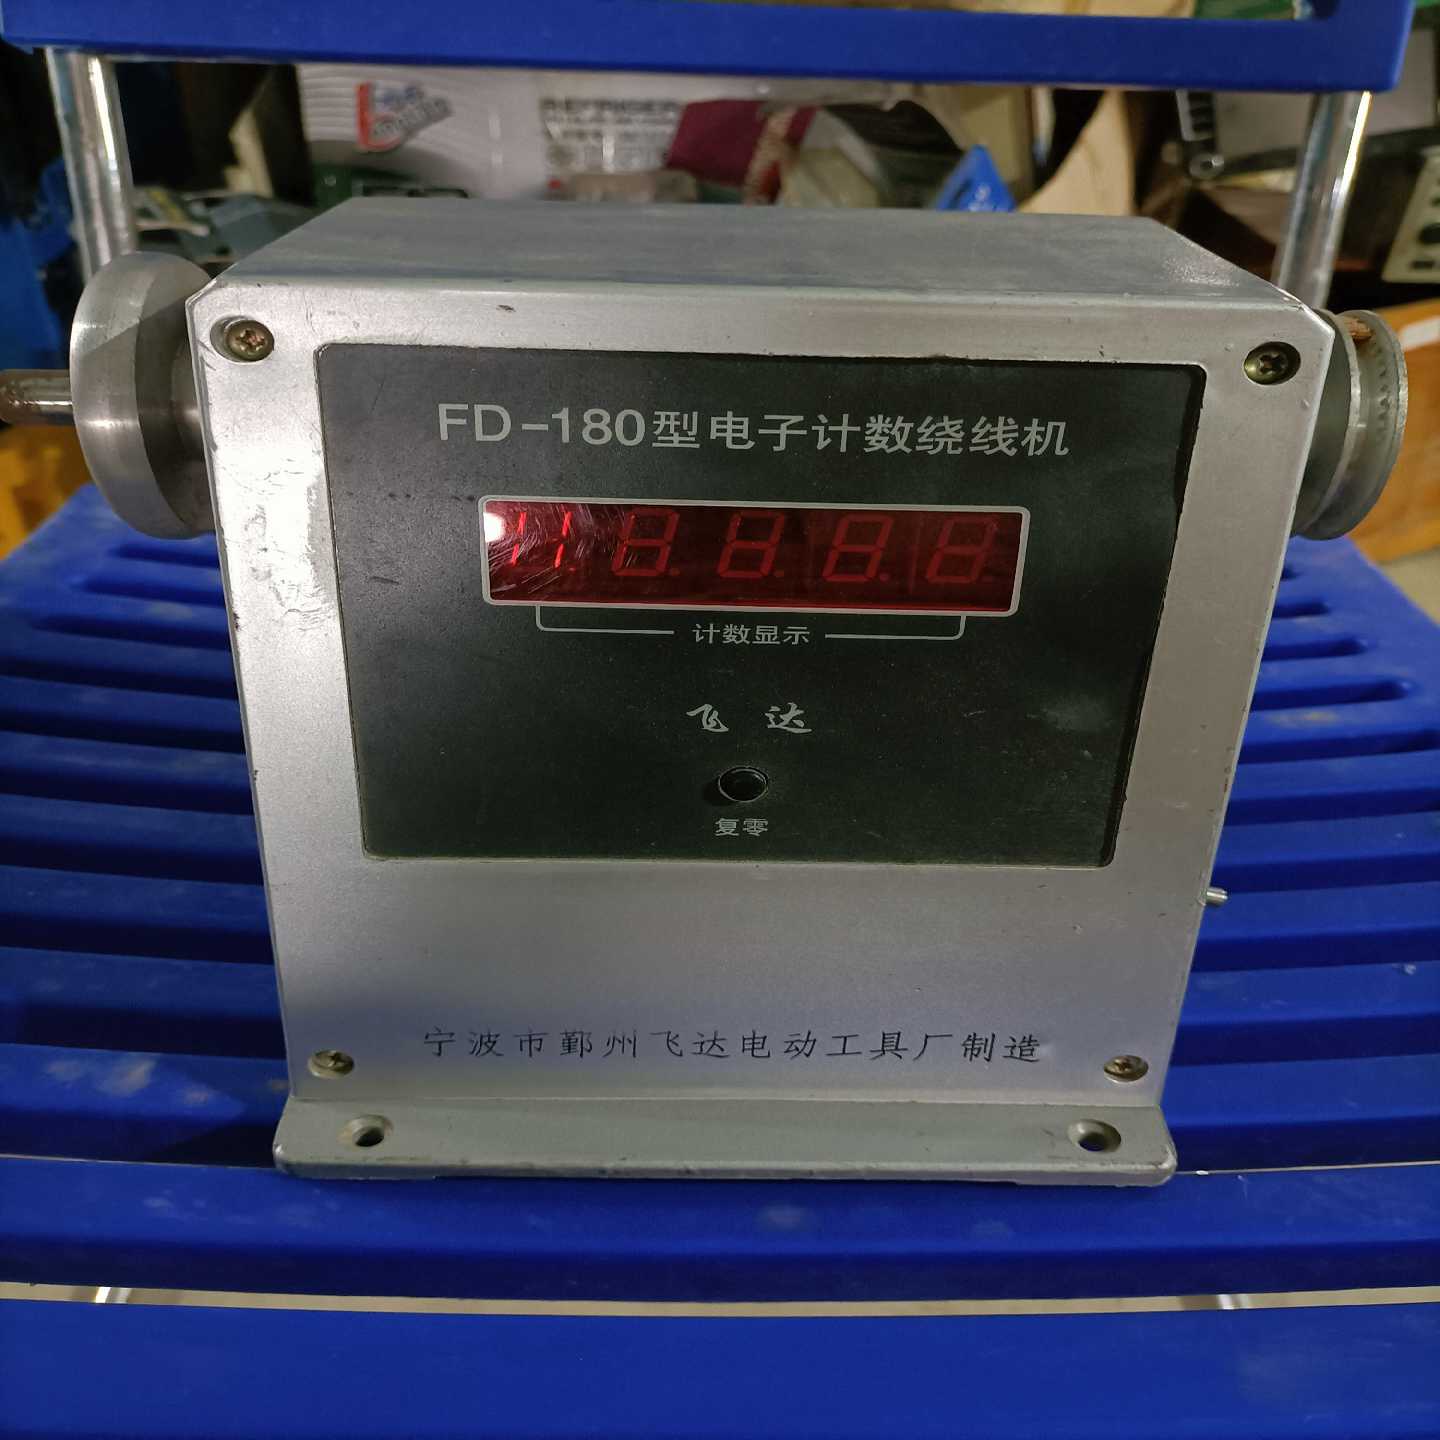 FD-180型电子计数绕线机
计数显示
飞达
复零
宁波市鄞州飞达电动工具厂制造